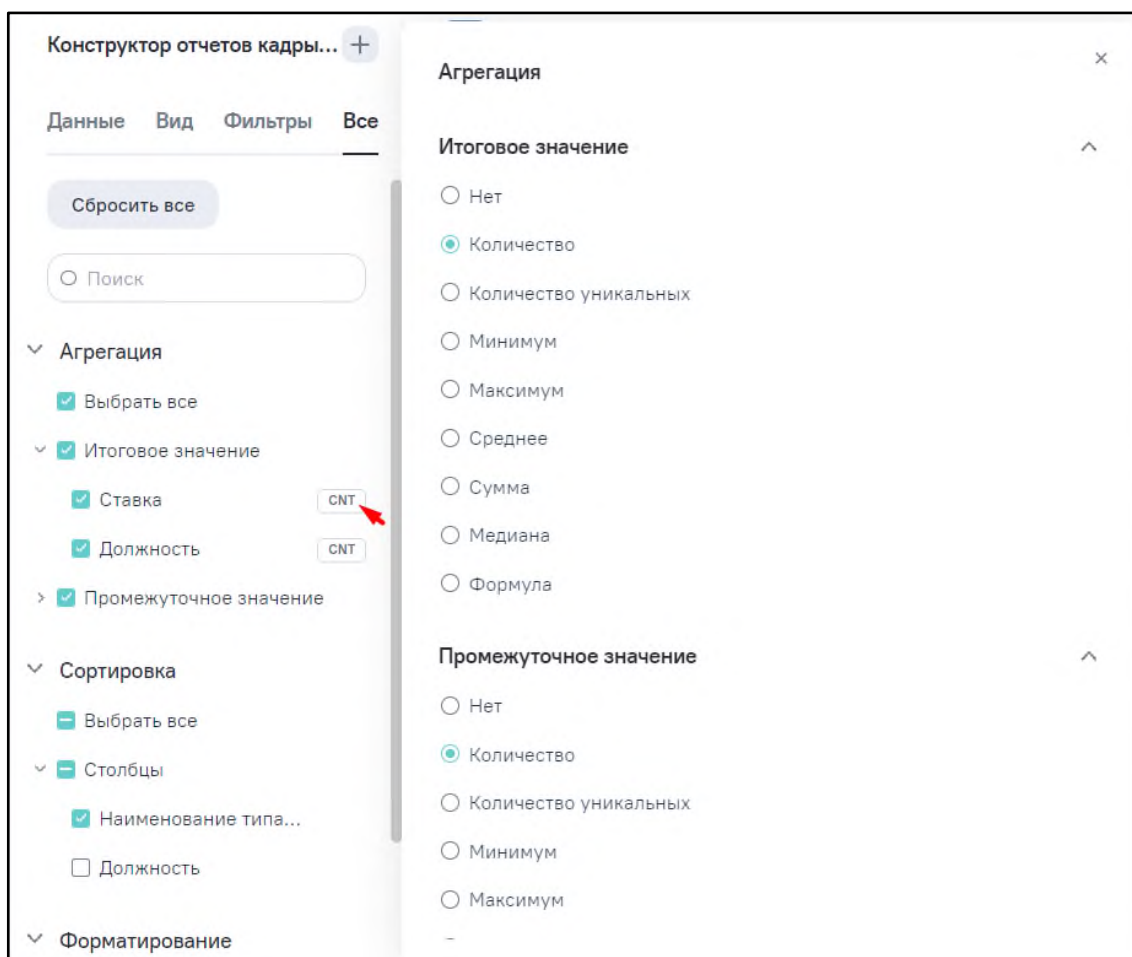 Конструктор отчетов кадры...
Данные Вид Фильтры Все
Сбросить все
Поиск
Агрегация
Выбрать все
Итоговое значение
Ставка CNT
Должность CNT
Промежуточное значение
Сортировка
Выбрать все
Столбцы
Наименование типа...
Должность
Форматирование
Агрегация
Итоговое значение
Нет
Количество
Количество уникальных
Минимум
Максимум
Среднее
Сумма
Медиана
Формула
Промежуточное значение
Нет
Количество
Количество уникальных
Минимум
Максимум